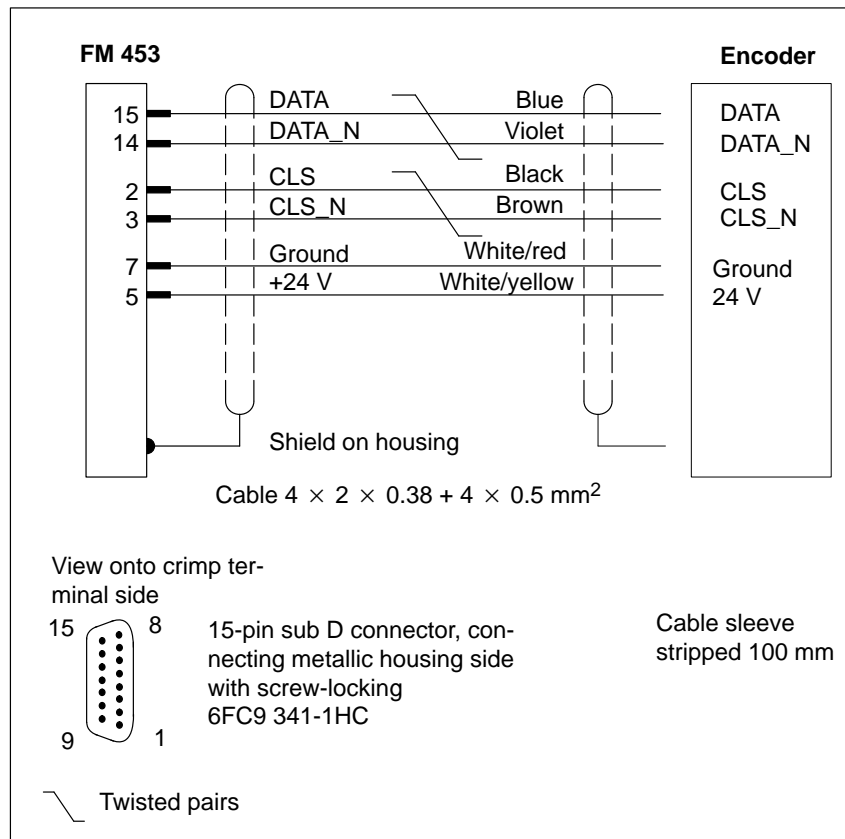 FM 453 Encoder
15 DATA Blue DATA
14 DATA_N Violet DATA_N
2 CLS Black CLS
3 CLS_N Brown CLS_N
7 Ground White/red Ground
5 +24 V White/yellow 24 V
Shield on housing
Cable 4 × 2 × 0.38 + 4 × 0.5 mm²
View onto crimp ter-
minal side
15 8
9 1
15-pin sub D connector, con-
necting metallic housing side
with screw-locking
6FC9 341-1HC
Cable sleeve
stripped 100 mm
Twisted pairs